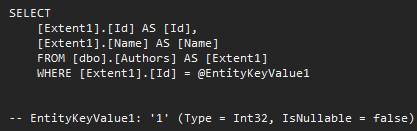 SELECT
[Extent1].[Id] AS [Id],
[Extent1].[Name] AS [Name]
FROM [dbo].[Authors] AS [Extent1]
WHERE [Extent1].[Id] = @EntityKeyValue1
-- EntityKeyValue1: '1' (Type = Int32, IsNullable = false)